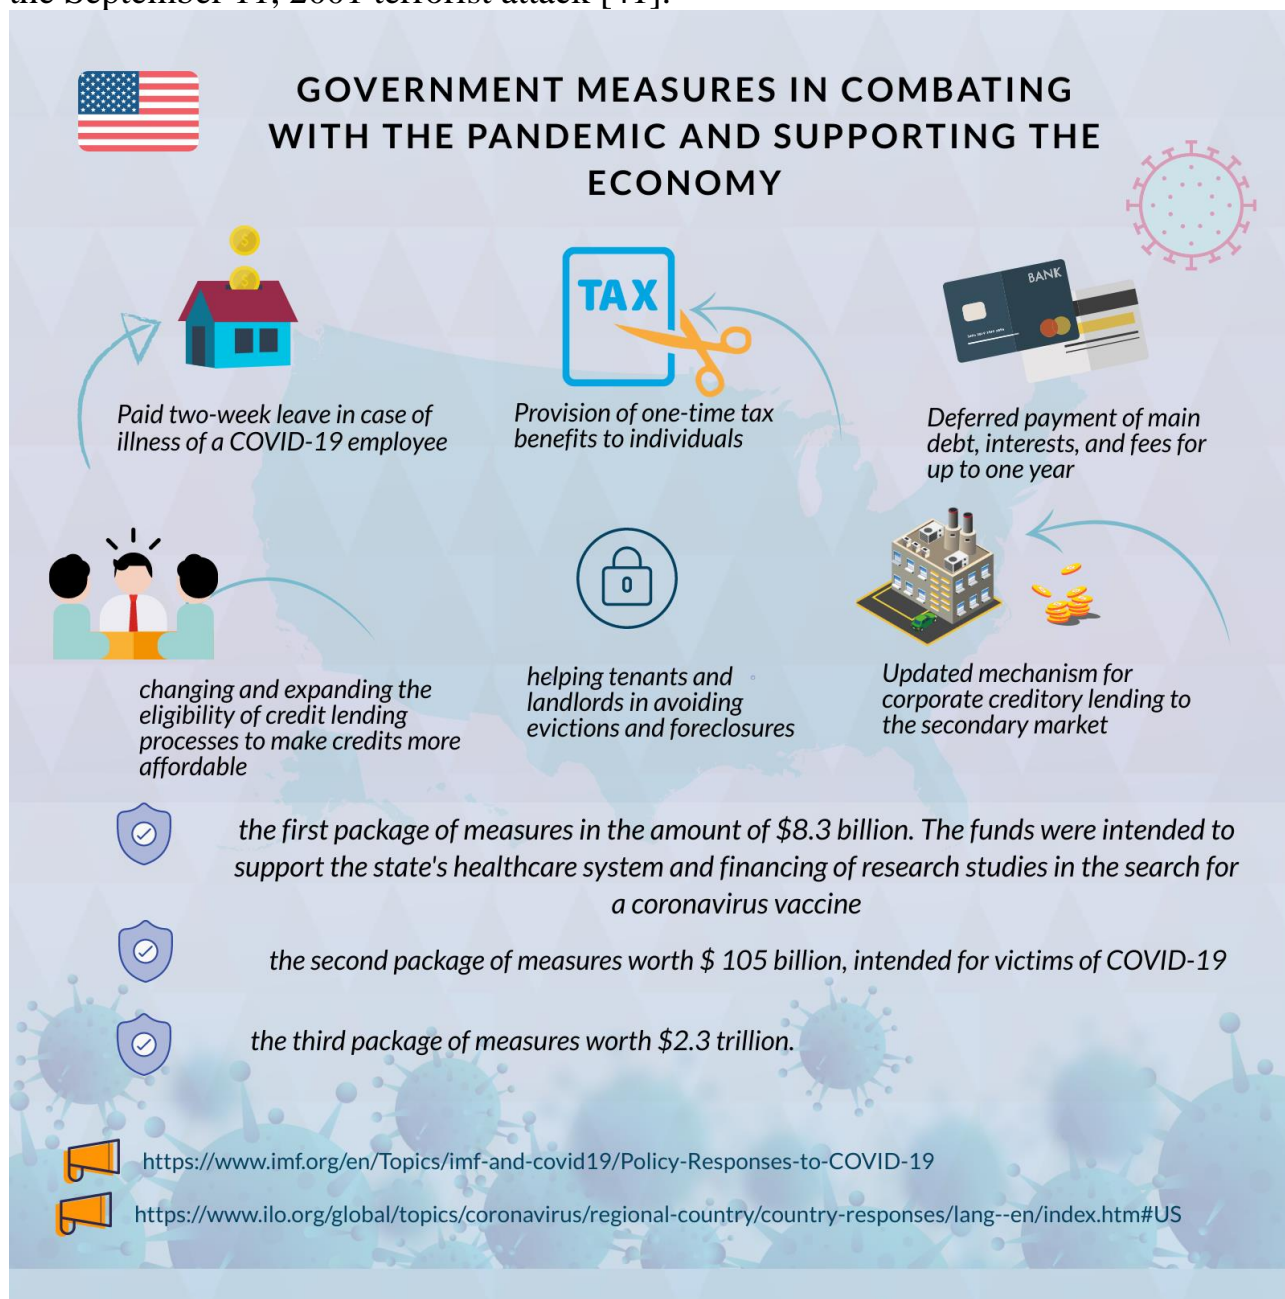 the September 11, 2001 terrorist attack [41].
GOVERNMENT MEASURES IN COMBATING
WITH THE PANDEMIC AND SUPPORTING THE
ECONOMY
TAX
BANK
Paid two-week leave in case of
illness of a COVID-19 employee
Provision of one-time tax
benefits to individuals
Deferred payment of main
debt, interests, and fees for
up to one year
changing and expanding the
eligibility of credit lending
processes to make credits more
affordable
helping tenants and
landlords in avoiding
evictions and foreclosures
Updated mechanism for
corporate creditory lending to
the secondary market
the first package of measures in the amount of $8.3 billion. The funds were intended to
support the state's healthcare system and financing of research studies in the search for
a coronavirus vaccine
the second package of measures worth $ 105 billion, intended for victims of COVID-19
the third package of measures worth $2.3 trillion.
https://www.imf.org/en/Topics/imf-and-covid19/Policy-Responses-to-COVID-19
https://www.ilo.org/global/topics/coronavirus/regional-country/country-responses/lang--en/index.htm#US